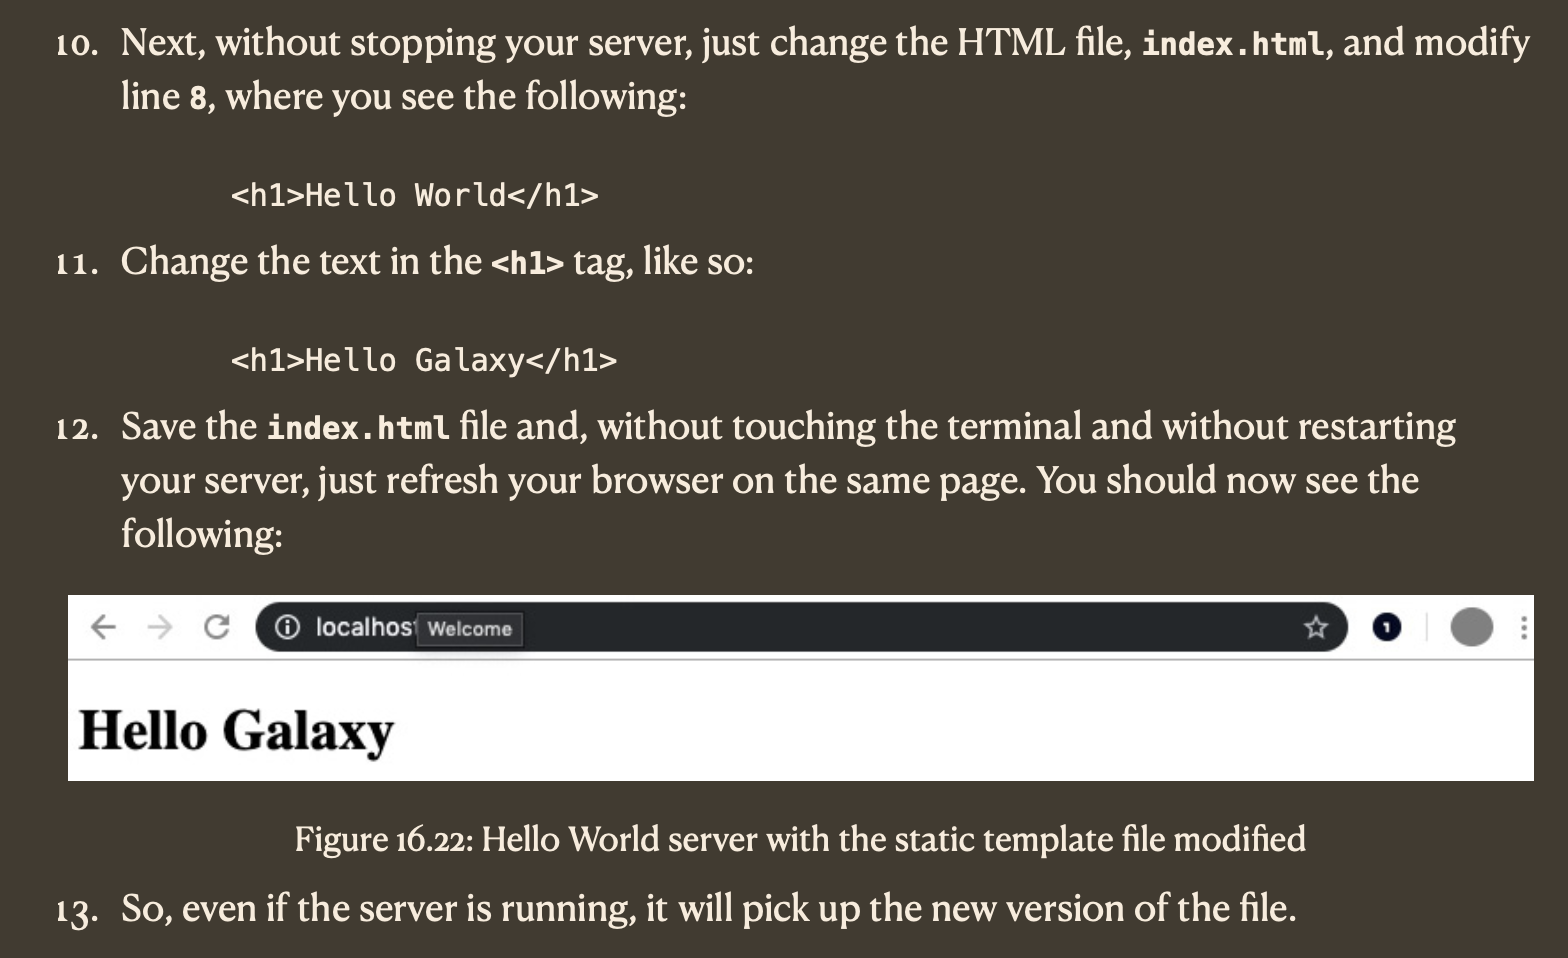 10. Next, without stopping your server, just change the HTML file, index.html, and modify
line 8, where you see the following:
<h1>Hello World</h1>
11. Change the text in the <h1> tag, like so:
<h1>Hello Galaxy</h1>
12. Save the index.html file and, without touching the terminal and without restarting
your server, just refresh your browser on the same page. You should now see the
following:
localhos Welcome 1
Hello Galaxy
Figure 16.22: Hello World server with the static template file modified
13. So, even if the server is running, it will pick up the new version of the file.